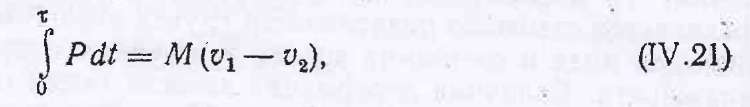 ∫₀^τ P dt = M (v₁ — v₂), (IV.21)